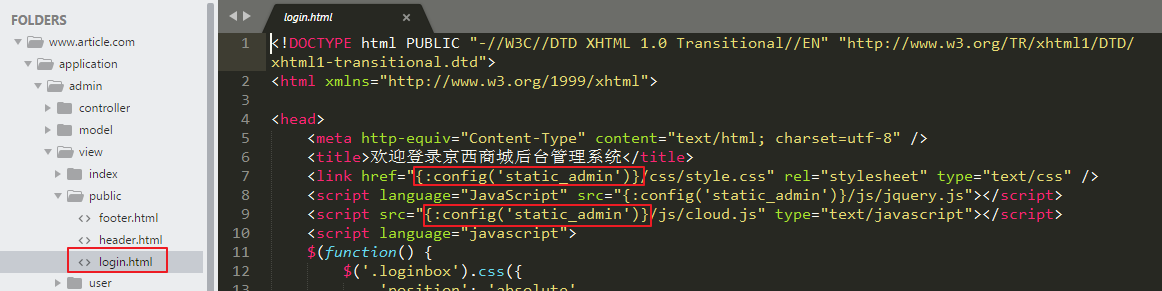 FOLDERS
www.article.com
application
admin
controller
model
view
index
public
footer.html
header.html
login.html
user
login.html ×
1 <!DOCTYPE html PUBLIC "-//W3C//DTD XHTML 1.0 Transitional//EN" "http://www.w3.org/TR/xhtml1/DTD/
xhtml1-transitional.dtd">
2 <html xmlns="http://www.w3.org/1999/xhtml">
3
4 <head>
5 <meta http-equiv="Content-Type" content="text/html; charset=utf-8" />
6 <title>欢迎登录京西商城后台管理系统</title>
7 <link href="{:config('static_admin')}/css/style.css" rel="stylesheet" type="text/css" />
8 <script language="JavaScript" src="{:config('static_admin')}/js/jquery.js"></script>
9 <script src="{:config('static_admin')}/js/cloud.js" type="text/javascript"></script>
10 <script language="javascript">
11 $(function() {
12 $('.loginbox').css({
13 'position': 'absolute'